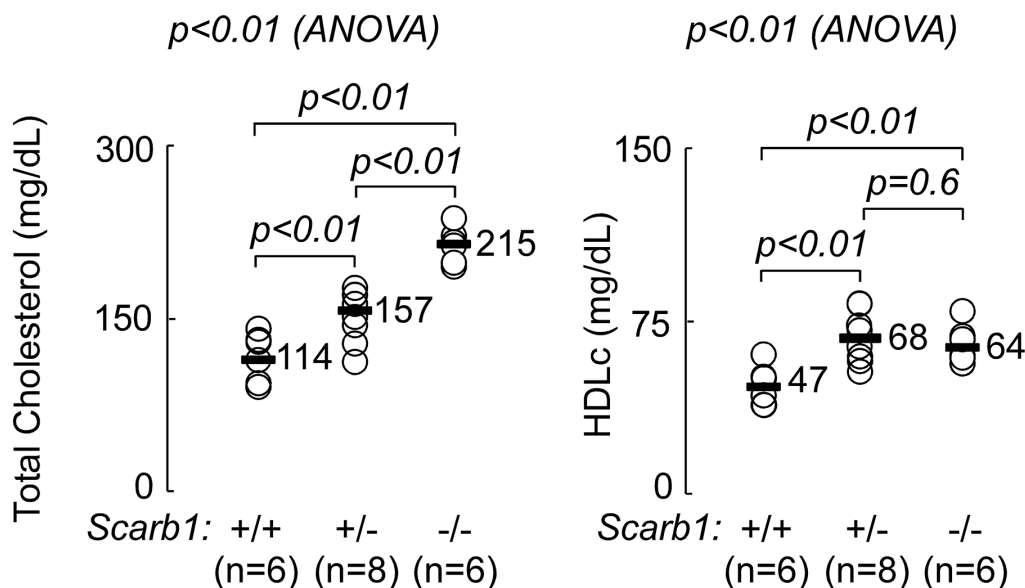 p<0.01 (ANOVA)
Total Cholesterol (mg/dL)
300
150
0
p<0.01
p<0.01
p<0.01
114
157
215
Scarb1: +/+ +/- -/-
(n=6) (n=8) (n=6)
p<0.01 (ANOVA)
HDLc (mg/dL)
150
75
0
p<0.01
p=0.6
p<0.01
47
68
64
Scarb1: +/+ +/- -/-
(n=6) (n=8) (n=6)